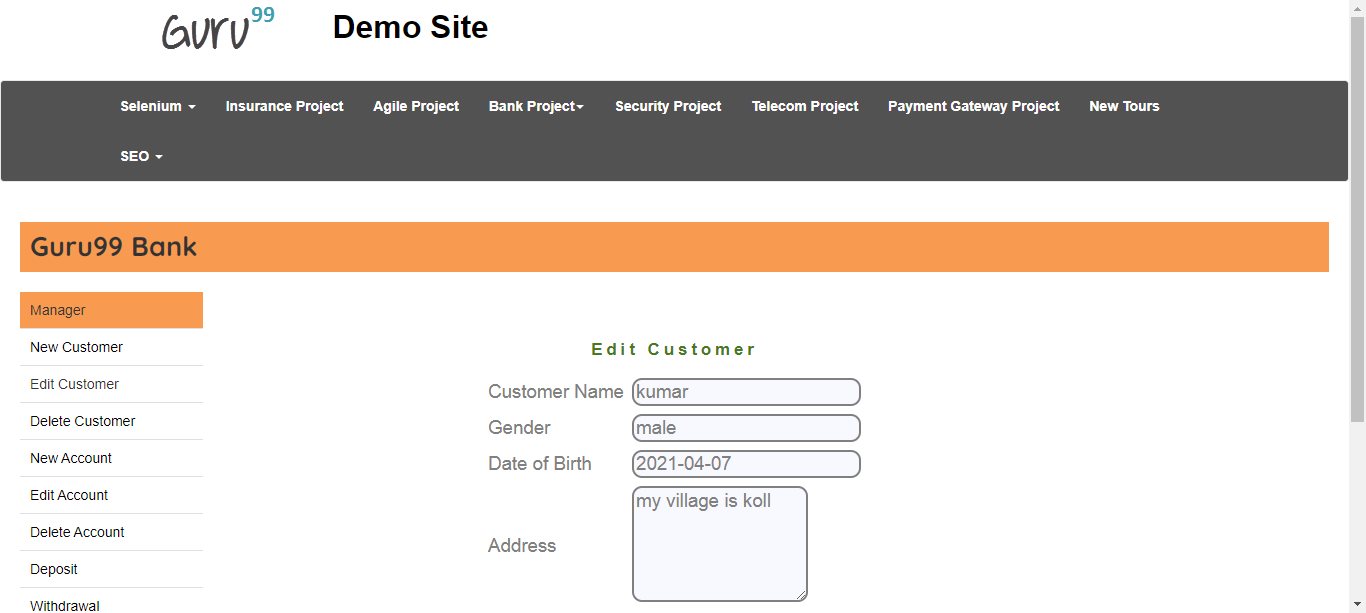 Guru99
Demo Site
Selenium
Insurance Project
Agile Project
Bank Project
Security Project
Telecom Project
Payment Gateway Project
New Tours
SEO
Guru99 Bank
Manager
New Customer
Edit Customer
Delete Customer
New Account
Edit Account
Delete Account
Deposit
Withdrawal
Edit Customer
Customer Name kumar
Gender male
Date of Birth 2021-04-07
Address my village is koll